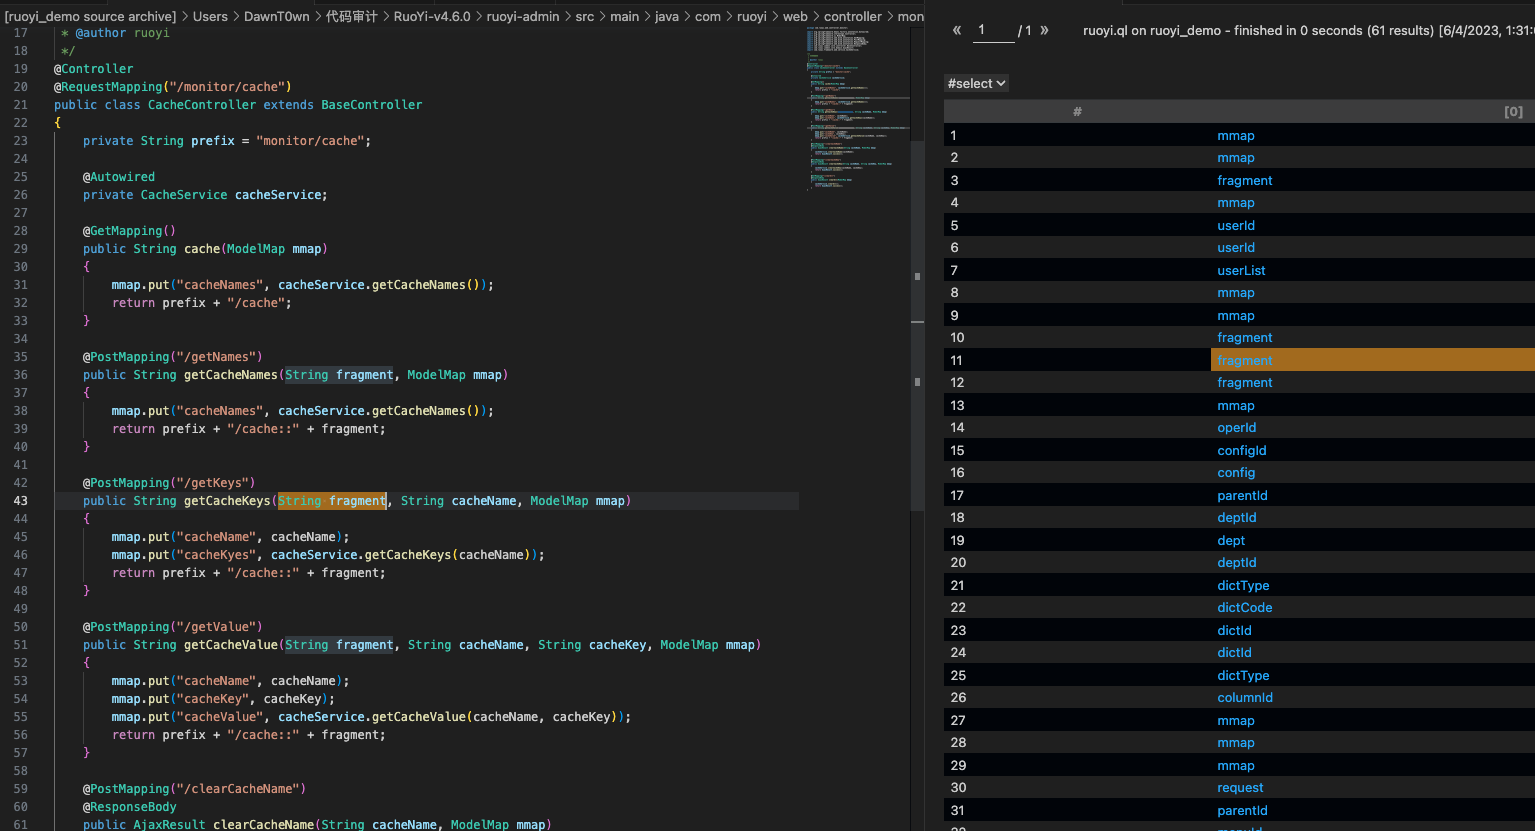 [ruoyi_demo source archive] > Users > DawnT0wn > 代码审计 > RuoYi-v4.6.0 > ruoyi-admin > src > main > java > com > ruoyi > web > controller > mon
17 * @author ruoyi
18 */
19 @Controller
20 @RequestMapping("/monitor/cache")
21 public class CacheController extends BaseController
22 {
23 private String prefix = "monitor/cache";
24
25 @Autowired
26 private CacheService cacheService;
27
28 @GetMapping()
29 public String cache(ModelMap mmap)
30 {
31 mmap.put("cacheNames", cacheService.getCacheNames());
32 return prefix + "/cache";
33 }
34
35 @PostMapping("/getNames")
36 public String getCacheNames(String fragment, ModelMap mmap)
37 {
38 mmap.put("cacheNames", cacheService.getCacheNames());
39 return prefix + "/cache::" + fragment;
40 }
41
42 @PostMapping("/getKeys")
43 public String getCacheKeys(String fragment, String cacheName, ModelMap mmap)
44 {
45 mmap.put("cacheName", cacheName);
46 mmap.put("cacheKyes", cacheService.getCacheKeys(cacheName));
47 return prefix + "/cache::" + fragment;
48 }
49
50 @PostMapping("/getValue")
51 public String getCacheValue(String fragment, String cacheName, String cacheKey, ModelMap mmap)
52 {
53 mmap.put("cacheName", cacheName);
54 mmap.put("cacheKey", cacheKey);
55 mmap.put("cacheValue", cacheService.getCacheValue(cacheName, cacheKey));
56 return prefix + "/cache::" + fragment;
57 }
58
59 @PostMapping("/clearCacheName")
60 @ResponseBody
61 public AjaxResult clearCacheName(String cacheName, ModelMap mmap)
« 1 / 1 » ruoyi.ql on ruoyi_demo - finished in 0 seconds (61 results) [6/4/2023, 1:31:
#select
# [0]
1 mmap
2 mmap
3 fragment
4 mmap
5 userId
6 userId
7 userList
8 mmap
9 mmap
10 fragment
11 fragment
12 fragment
13 mmap
14 operId
15 configId
16 config
17 parentId
18 deptId
19 dept
20 deptId
21 dictType
22 dictCode
23 dictId
24 dictId
25 dictType
26 columnId
27 mmap
28 mmap
29 mmap
30 request
31 parentId